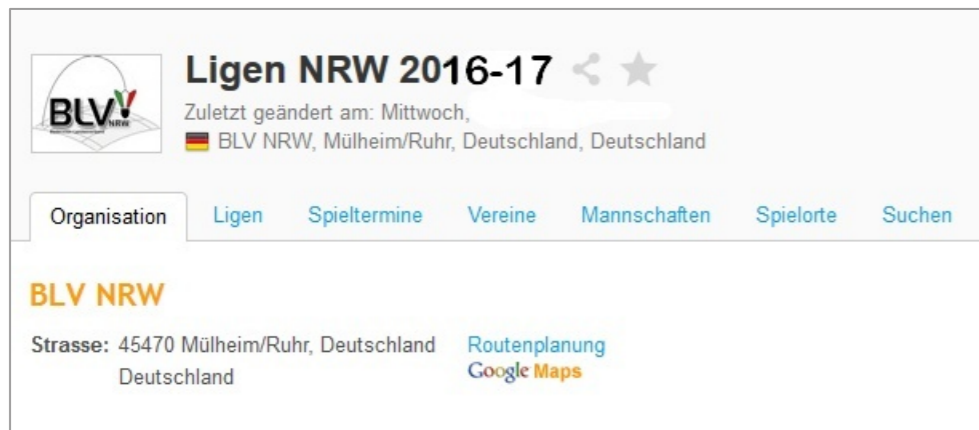 BLV NRW
Ligen NRW 2016-17
Zuletzt geändert am: Mittwoch,
BLV NRW, Mülheim/Ruhr, Deutschland, Deutschland
Organisation Ligen Spieltermine Vereine Mannschaften Spielorte Suchen
BLV NRW
Strasse: 45470 Mülheim/Ruhr, Deutschland Routenplanung
Deutschland Google Maps